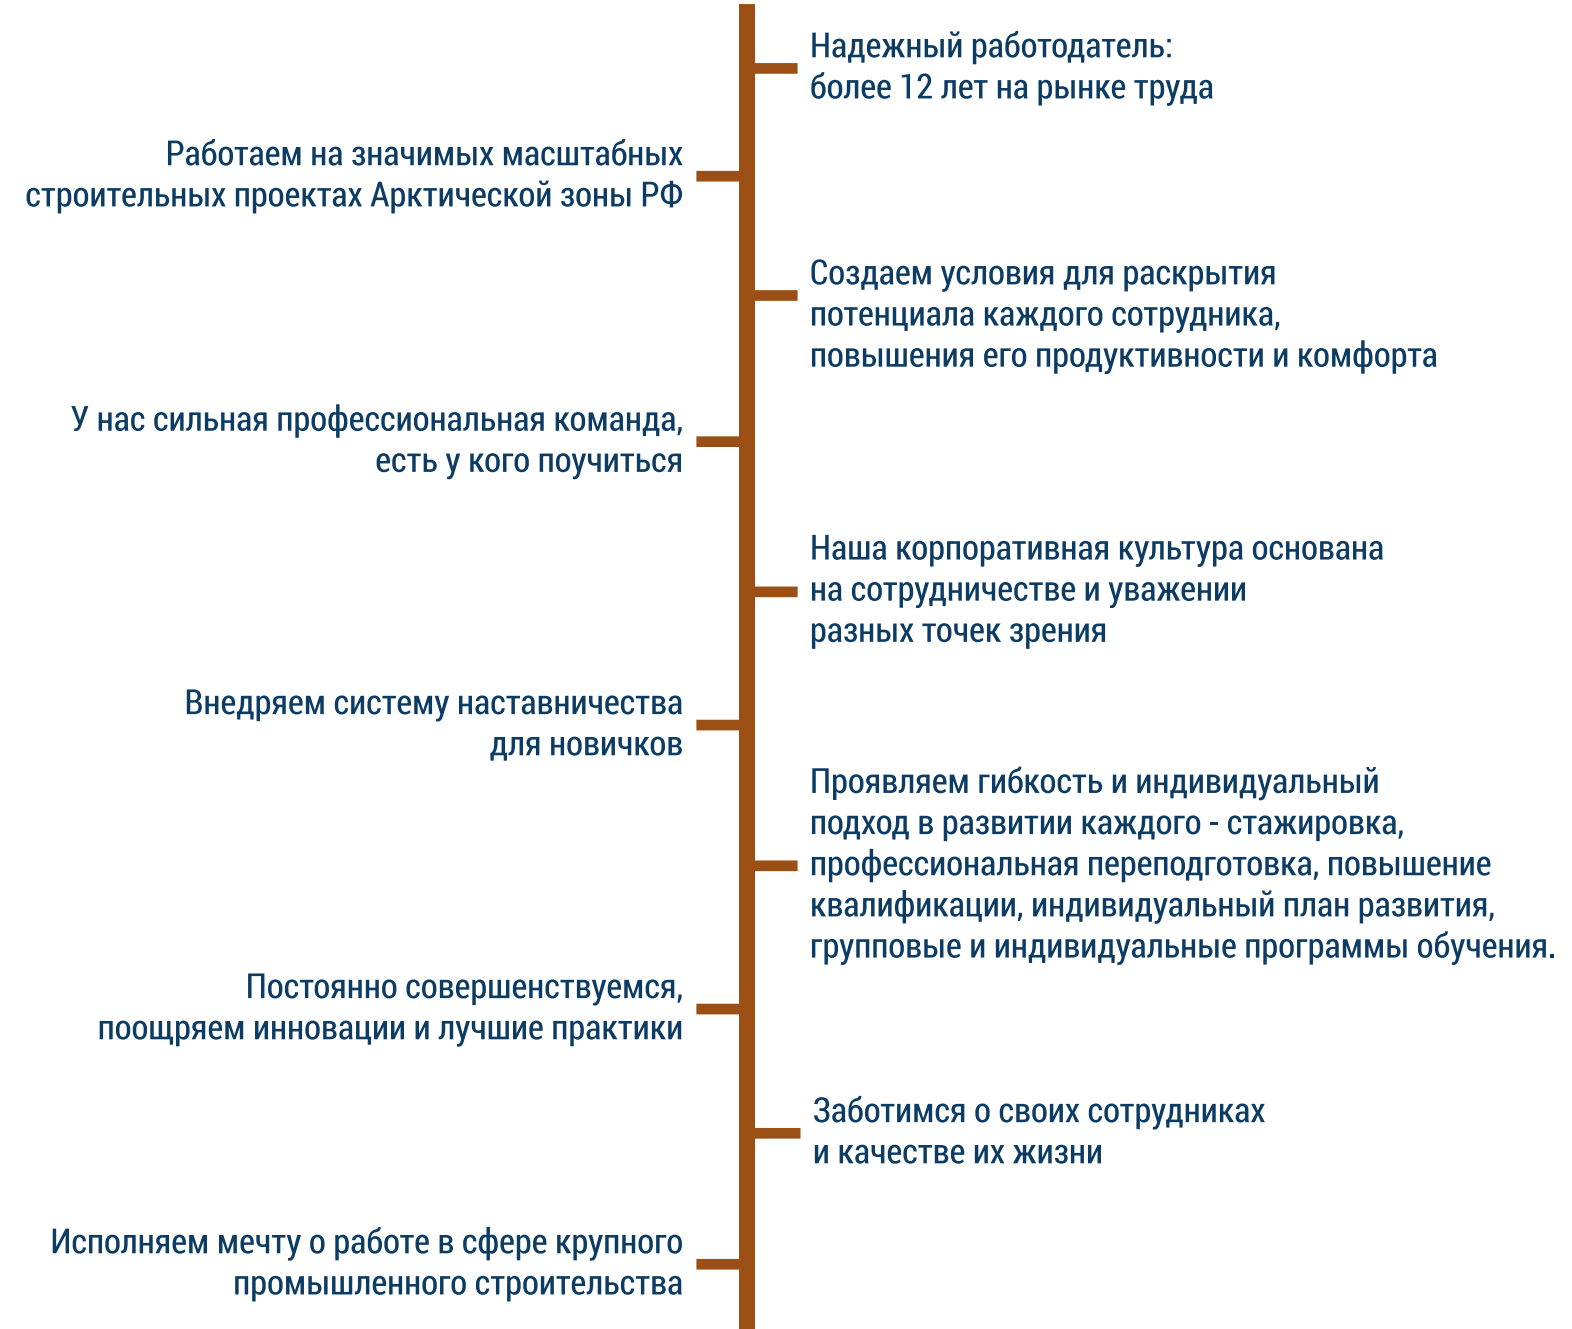 Надежный работодатель:
более 12 лет на рынке труда
Работаем на значимых масштабных
строительных проектах Арктической зоны РФ
Создаем условия для раскрытия
потенциала каждого сотрудника,
повышения его продуктивности и комфорта
У нас сильная профессиональная команда,
есть у кого поучиться
Наша корпоративная культура основана
на сотрудничестве и уважении
разных точек зрения
Внедряем систему наставничества
для новичков
Проявляем гибкость и индивидуальный
подход в развитии каждого - стажировка,
профессиональная переподготовка, повышение
квалификации, индивидуальный план развития,
групповые и индивидуальные программы обучения.
Постоянно совершенствуемся,
поощряем инновации и лучшие практики
Заботимся о своих сотрудниках
и качестве их жизни
Исполняем мечту о работе в сфере крупного
промышленного строительства